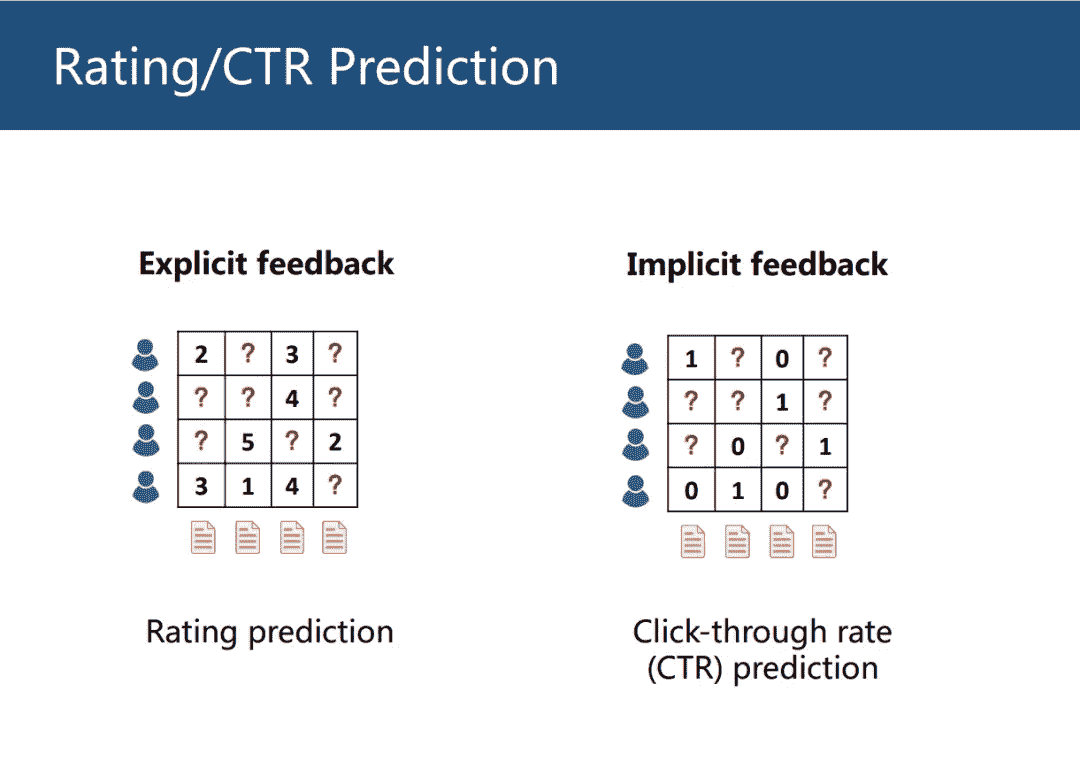 Rating/CTR Prediction
Explicit feedback
2 ? 3 ?
? ? 4 ?
? 5 ? 2
3 1 4 ?
Rating prediction
Implicit feedback
1 ? 0 ?
? ? 1 ?
? 0 ? 1
0 1 0 ?
Click-through rate
(CTR) prediction